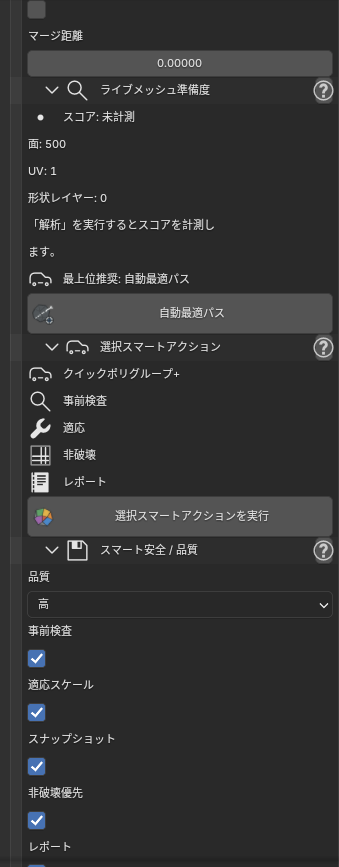 マージ距離
0.00000
ライブメッシュ準備度
スコア: 未計測
面: 500
UV: 1
形状レイヤー: 0
「解析」を実行するとスコアを計測し
ます。
最上位推奨: 自動最適パス
自動最適パス
選択スマートアクション
クイックポリグループ+
事前検査
適応
非破壊
レポート
選択スマートアクションを実行
スマート安全 / 品質
品質
高
事前検査
適応スケール
スナップショット
非破壊優先
レポート